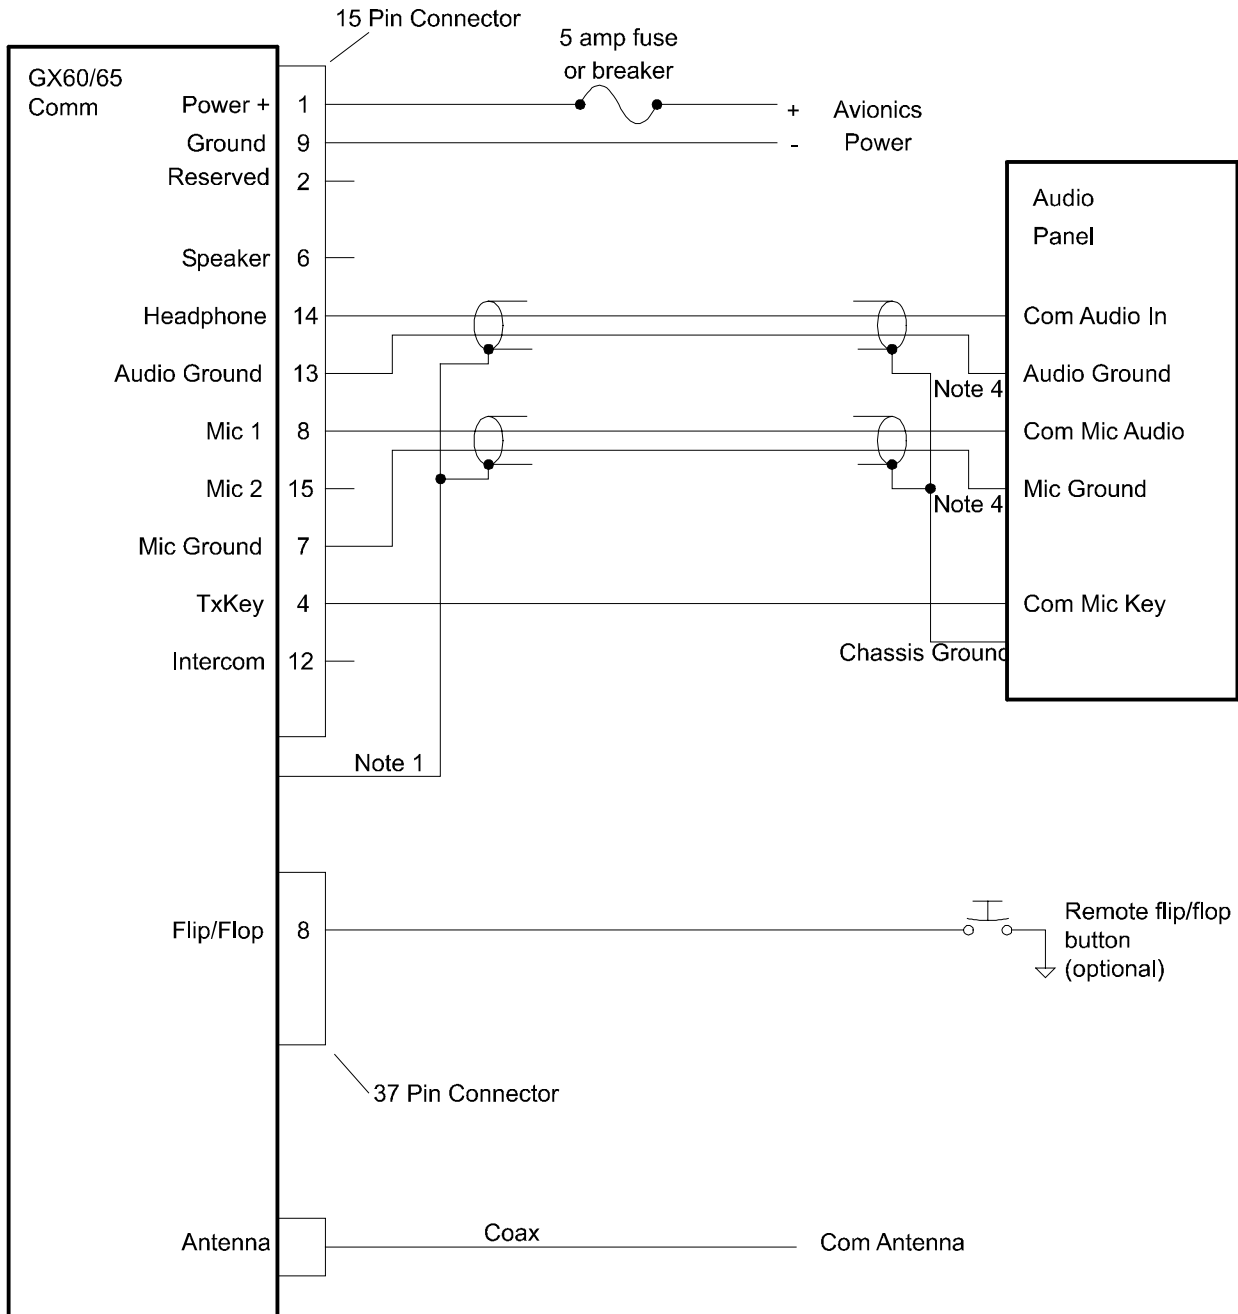 15 Pin Connector
5 amp fuse
or breaker
GX60/65
Comm
Power + 1
+ Avionics
Ground 9
- Power
Reserved 2
Audio
Panel
Speaker 6
Headphone 14
Com Audio In
Audio Ground 13
Note 4
Audio Ground
Mic 1 8
Com Mic Audio
Mic 2 15
Note 4
Mic Ground
Mic Ground 7
TxKey 4
Com Mic Key
Intercom 12
Chassis Ground
Note 1
Flip/Flop 8
Remote flip/flop
button
(optional)
37 Pin Connector
Antenna
Coax
Com Antenna